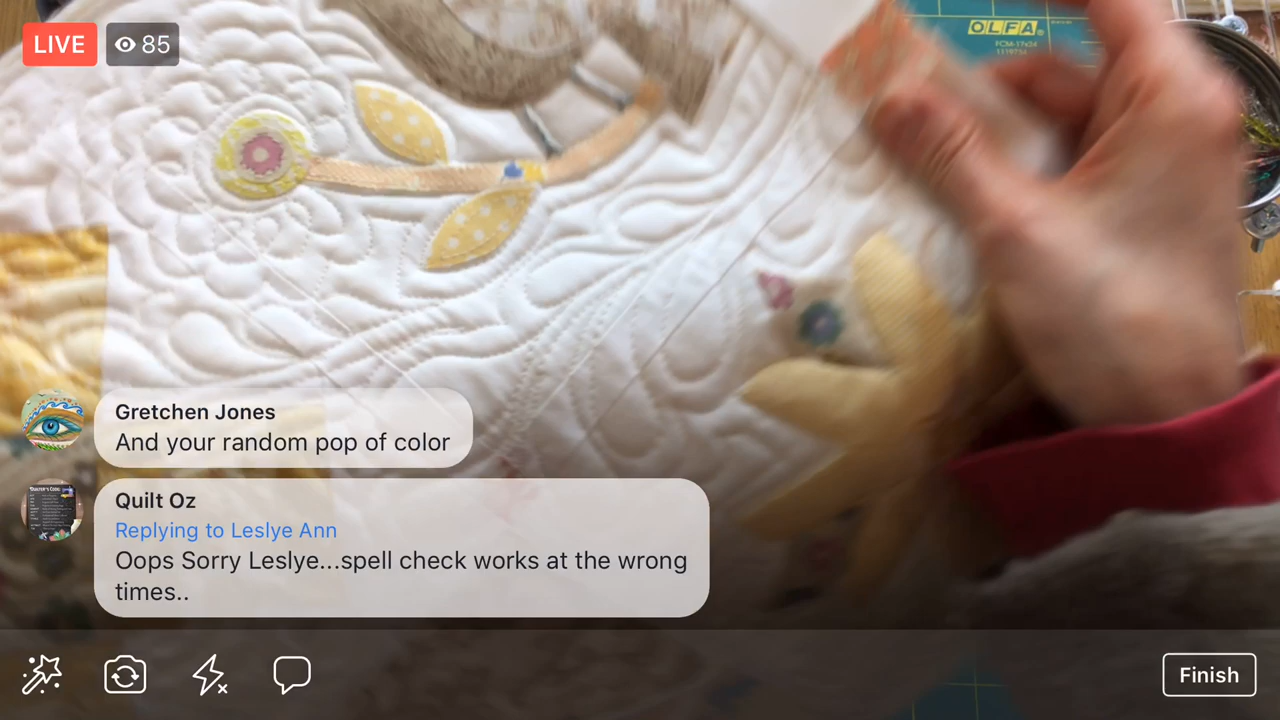 LIVE 85
OLFA
Gretchen Jones
And your random pop of color
Quilt Oz
Replying to Leslye Ann
Oops Sorry Leslye...spell check works at the wrong
times..
Finish